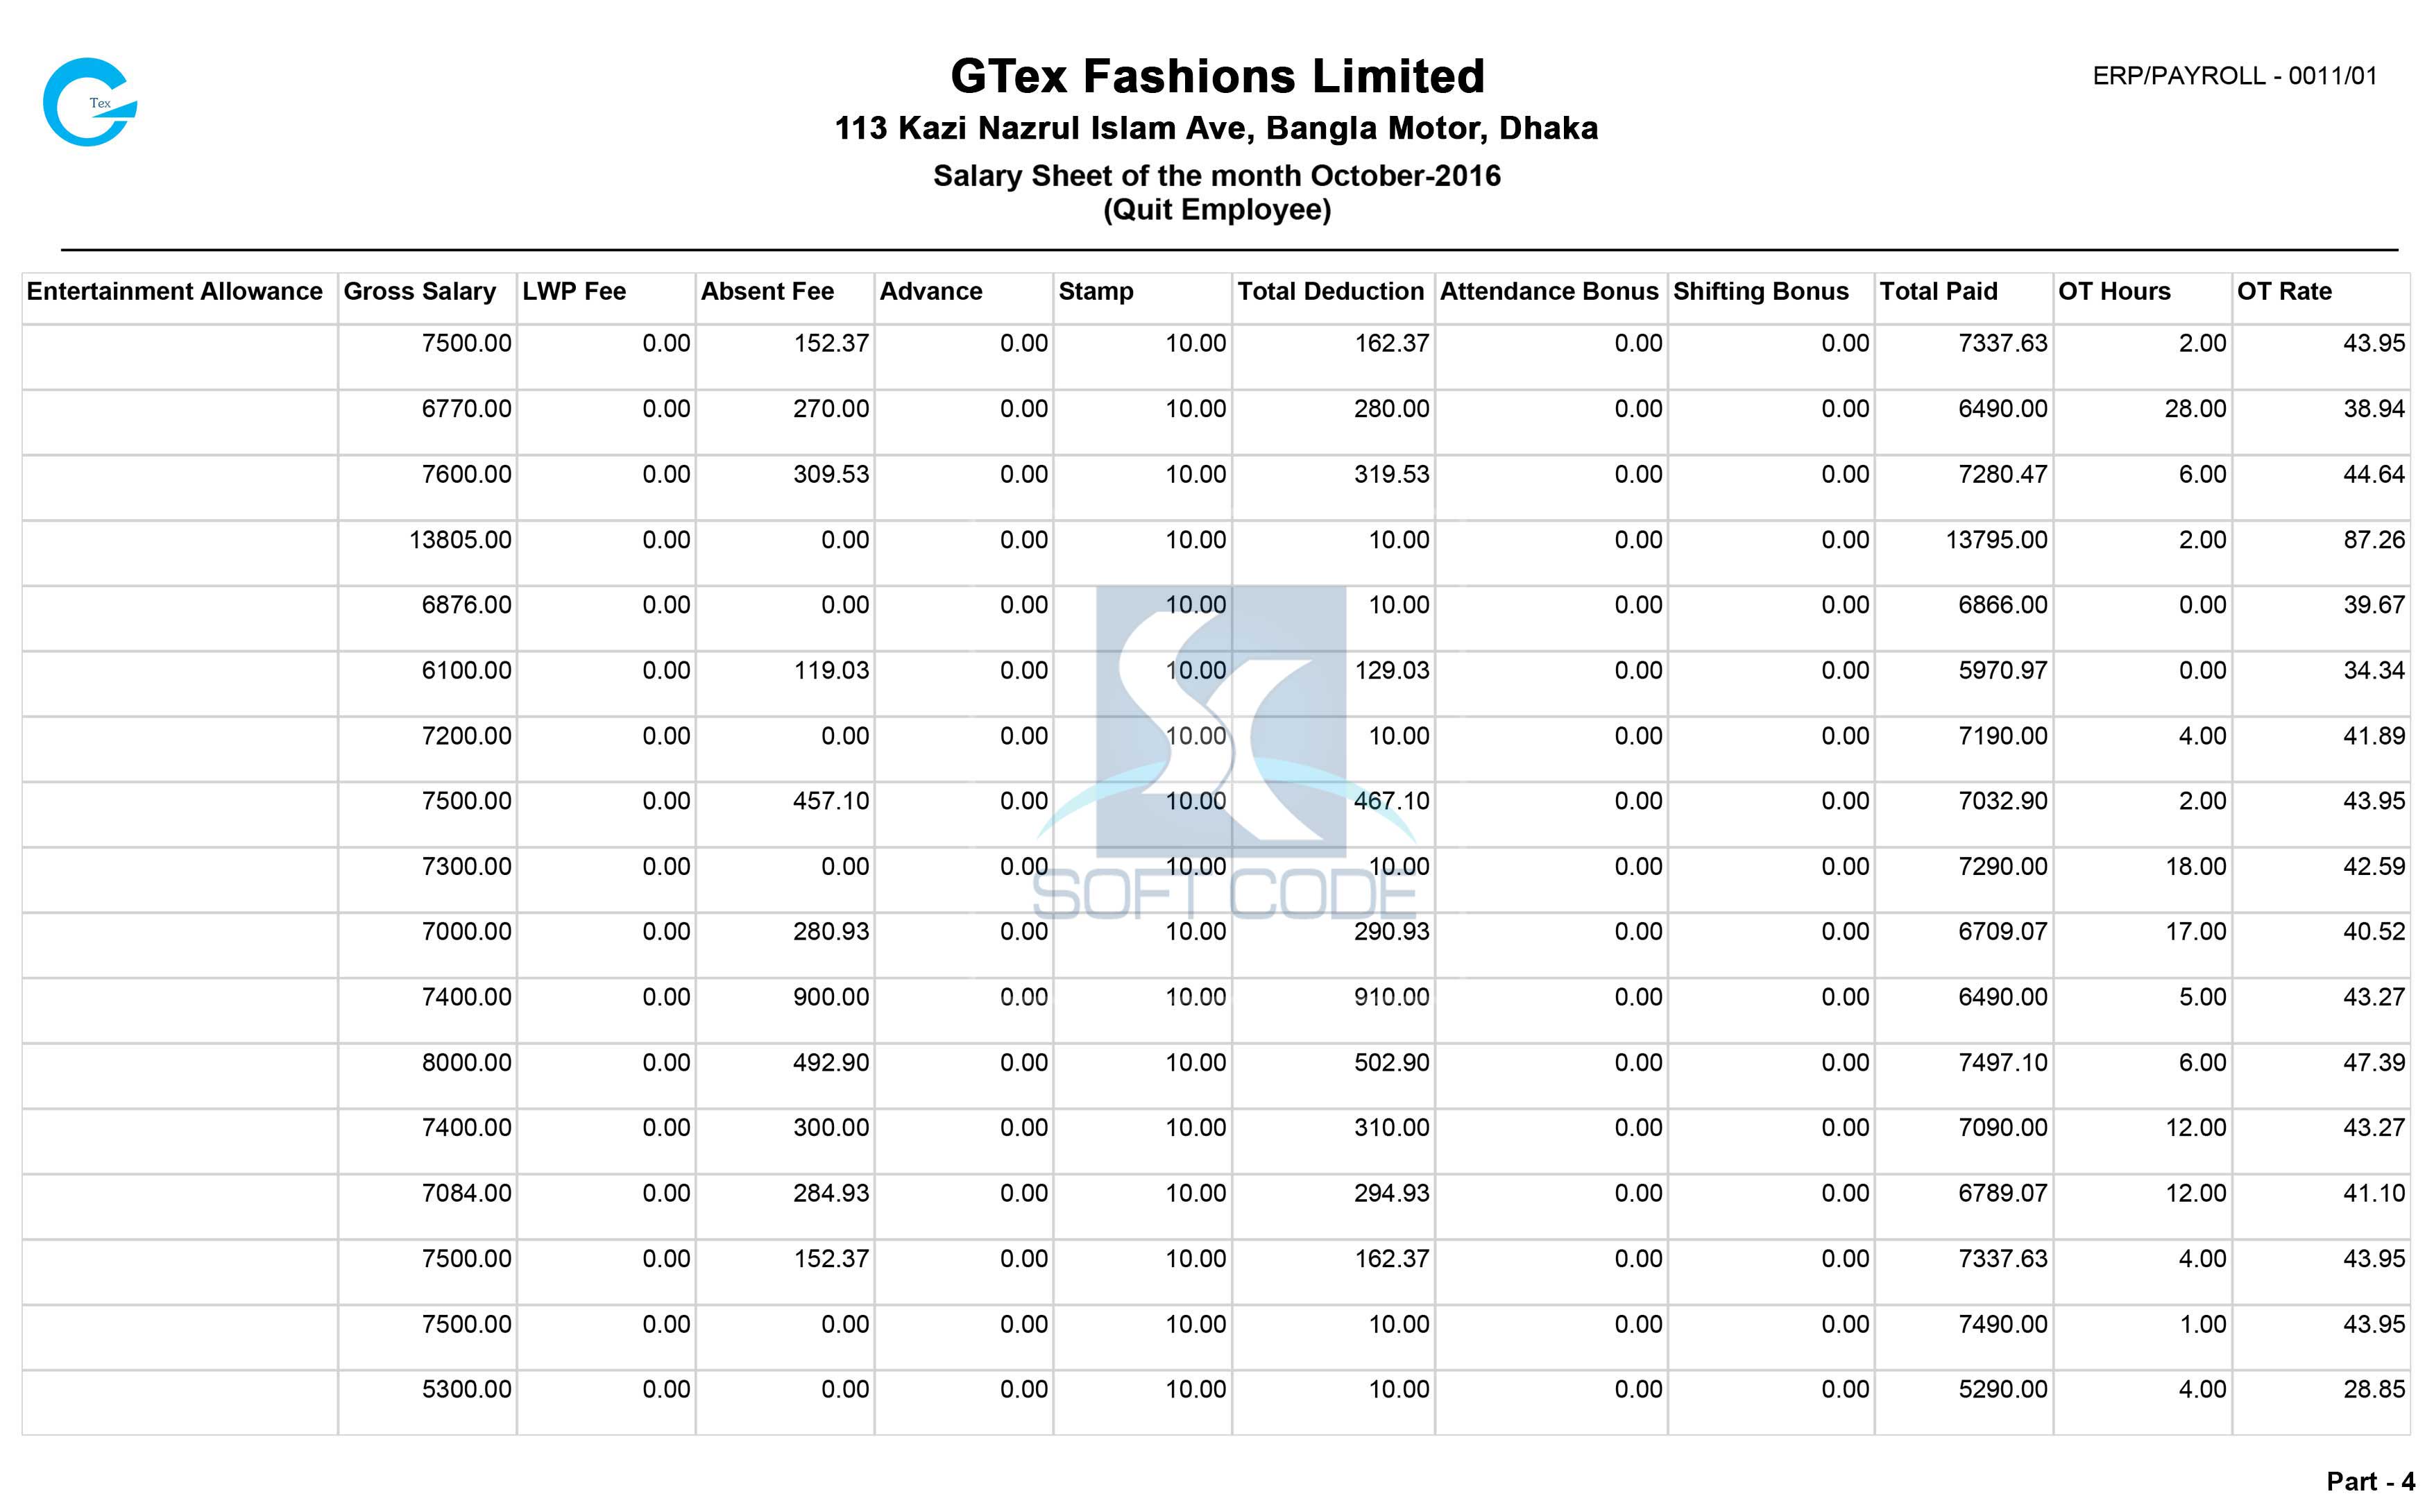 Tex
GTex Fashions Limited
ERP/PAYROLL - 0011/01
113 Kazi Nazrul Islam Ave, Bangla Motor, Dhaka
Salary Sheet of the month October-2016
(Quit Employee)
Entertainment Allowance Gross Salary LWP Fee Absent Fee Advance Stamp Total Deduction Attendance Bonus Shifting Bonus Total Paid OT Hours OT Rate
7500.00 0.00 152.37 0.00 10.00 162.37 0.00 0.00 7337.63 2.00 43.95
6770.00 0.00 270.00 0.00 10.00 280.00 0.00 0.00 6490.00 28.00 38.94
7600.00 0.00 309.53 0.00 10.00 319.53 0.00 0.00 7280.47 6.00 44.64
13805.00 0.00 0.00 0.00 10.00 10.00 0.00 0.00 13795.00 2.00 87.26
6876.00 0.00 0.00 0.00 10.00 10.00 0.00 0.00 6866.00 0.00 39.67
6100.00 0.00 119.03 0.00 10.00 129.03 0.00 0.00 5970.97 0.00 34.34
7200.00 0.00 0.00 0.00 10.00 10.00 0.00 0.00 7190.00 4.00 41.89
7500.00 0.00 457.10 0.00 10.00 467.10 0.00 0.00 7032.90 2.00 43.95
7300.00 0.00 0.00 0.00 10.00 10.00 0.00 0.00 7290.00 18.00 42.59
SOFT CODE
7000.00 0.00 280.93 0.00 10.00 290.93 0.00 0.00 6709.07 17.00 40.52
7400.00 0.00 900.00 0.00 10.00 910.00 0.00 0.00 6490.00 5.00 43.27
8000.00 0.00 492.90 0.00 10.00 502.90 0.00 0.00 7497.10 6.00 47.39
7400.00 0.00 300.00 0.00 10.00 310.00 0.00 0.00 7090.00 12.00 43.27
7084.00 0.00 284.93 0.00 10.00 294.93 0.00 0.00 6789.07 12.00 41.10
7500.00 0.00 152.37 0.00 10.00 162.37 0.00 0.00 7337.63 4.00 43.95
7500.00 0.00 0.00 0.00 10.00 10.00 0.00 0.00 7490.00 1.00 43.95
5300.00 0.00 0.00 0.00 10.00 10.00 0.00 0.00 5290.00 4.00 28.85
Part - 4